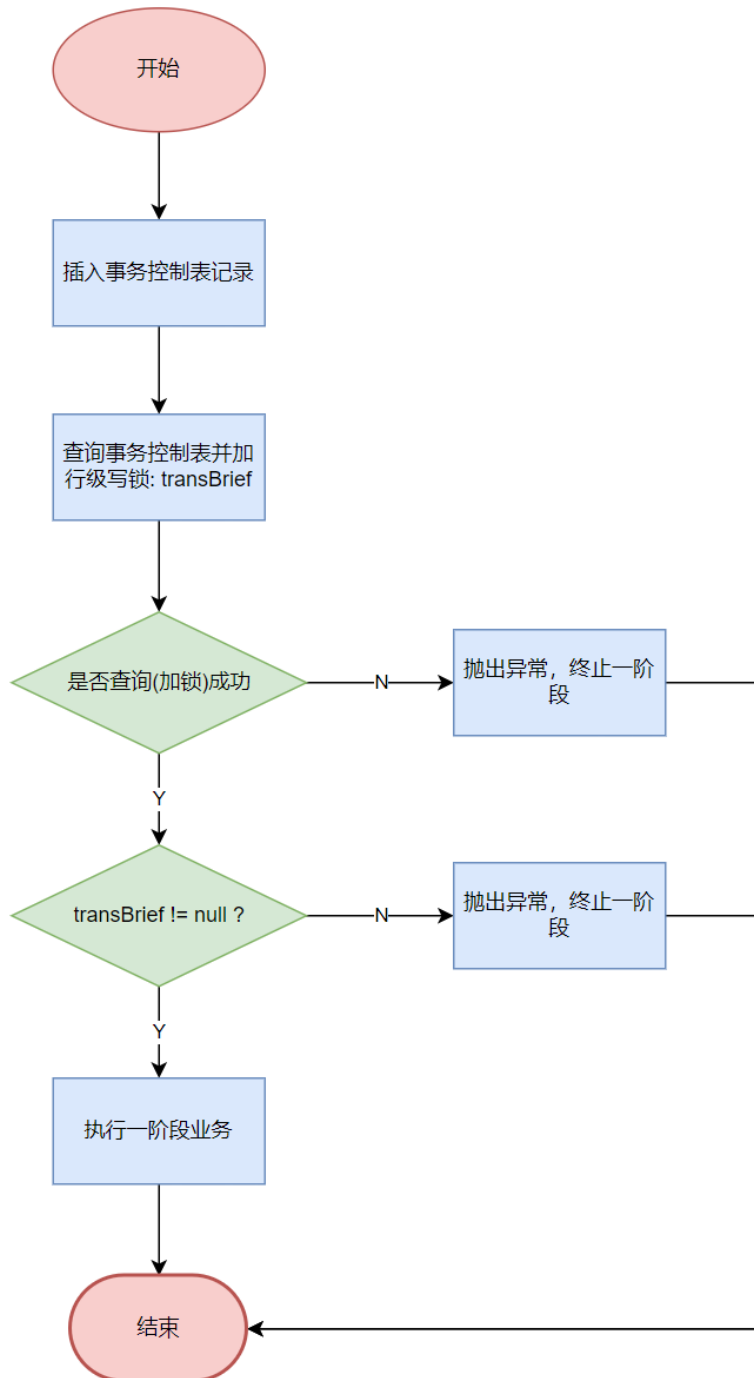 开始
插入事务控制表记录
查询事务控制表并加
行级写锁: transBrief
是否查询(加锁)成功
N
抛出异常，终止一阶
段
Y
transBrief != null ?
N
抛出异常，终止一阶
段
Y
执行一阶段业务
结束